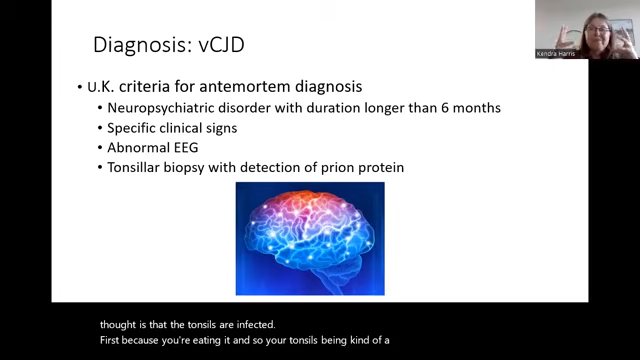 Diagnosis: vCJD
Kendra Harris
• U.K. criteria for antemortem diagnosis
• Neuropsychiatric disorder with duration longer than 6 months
• Specific clinical signs
• Abnormal EEG
• Tonsillar biopsy with detection of prion protein
thought is that the tonsils are infected.
First because you're eating it and so your tonsils being kind of a